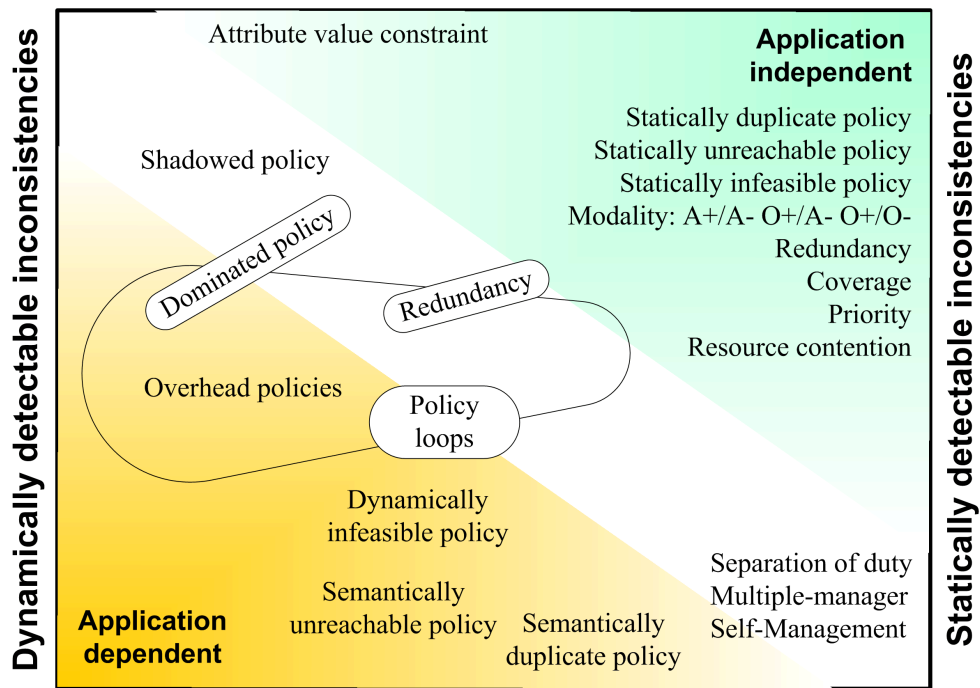 Dynamically detectable inconsistencies
Attribute value constraint
Application
independent
Statically duplicate policy
Statically unreachable policy
Statically infeasible policy
Modality: A+/A- O+/A- O+/O-
Redundancy
Coverage
Priority
Resource contention
Shadowed policy
Dominated policy
Redundancy
Overhead policies
Policy
loops
Dynamically
infeasible policy
Semantically
unreachable policy
Semantically
duplicate policy
Application
dependent
Separation of duty
Multiple-manager
Self-Management
Statically detectable inconsistencies